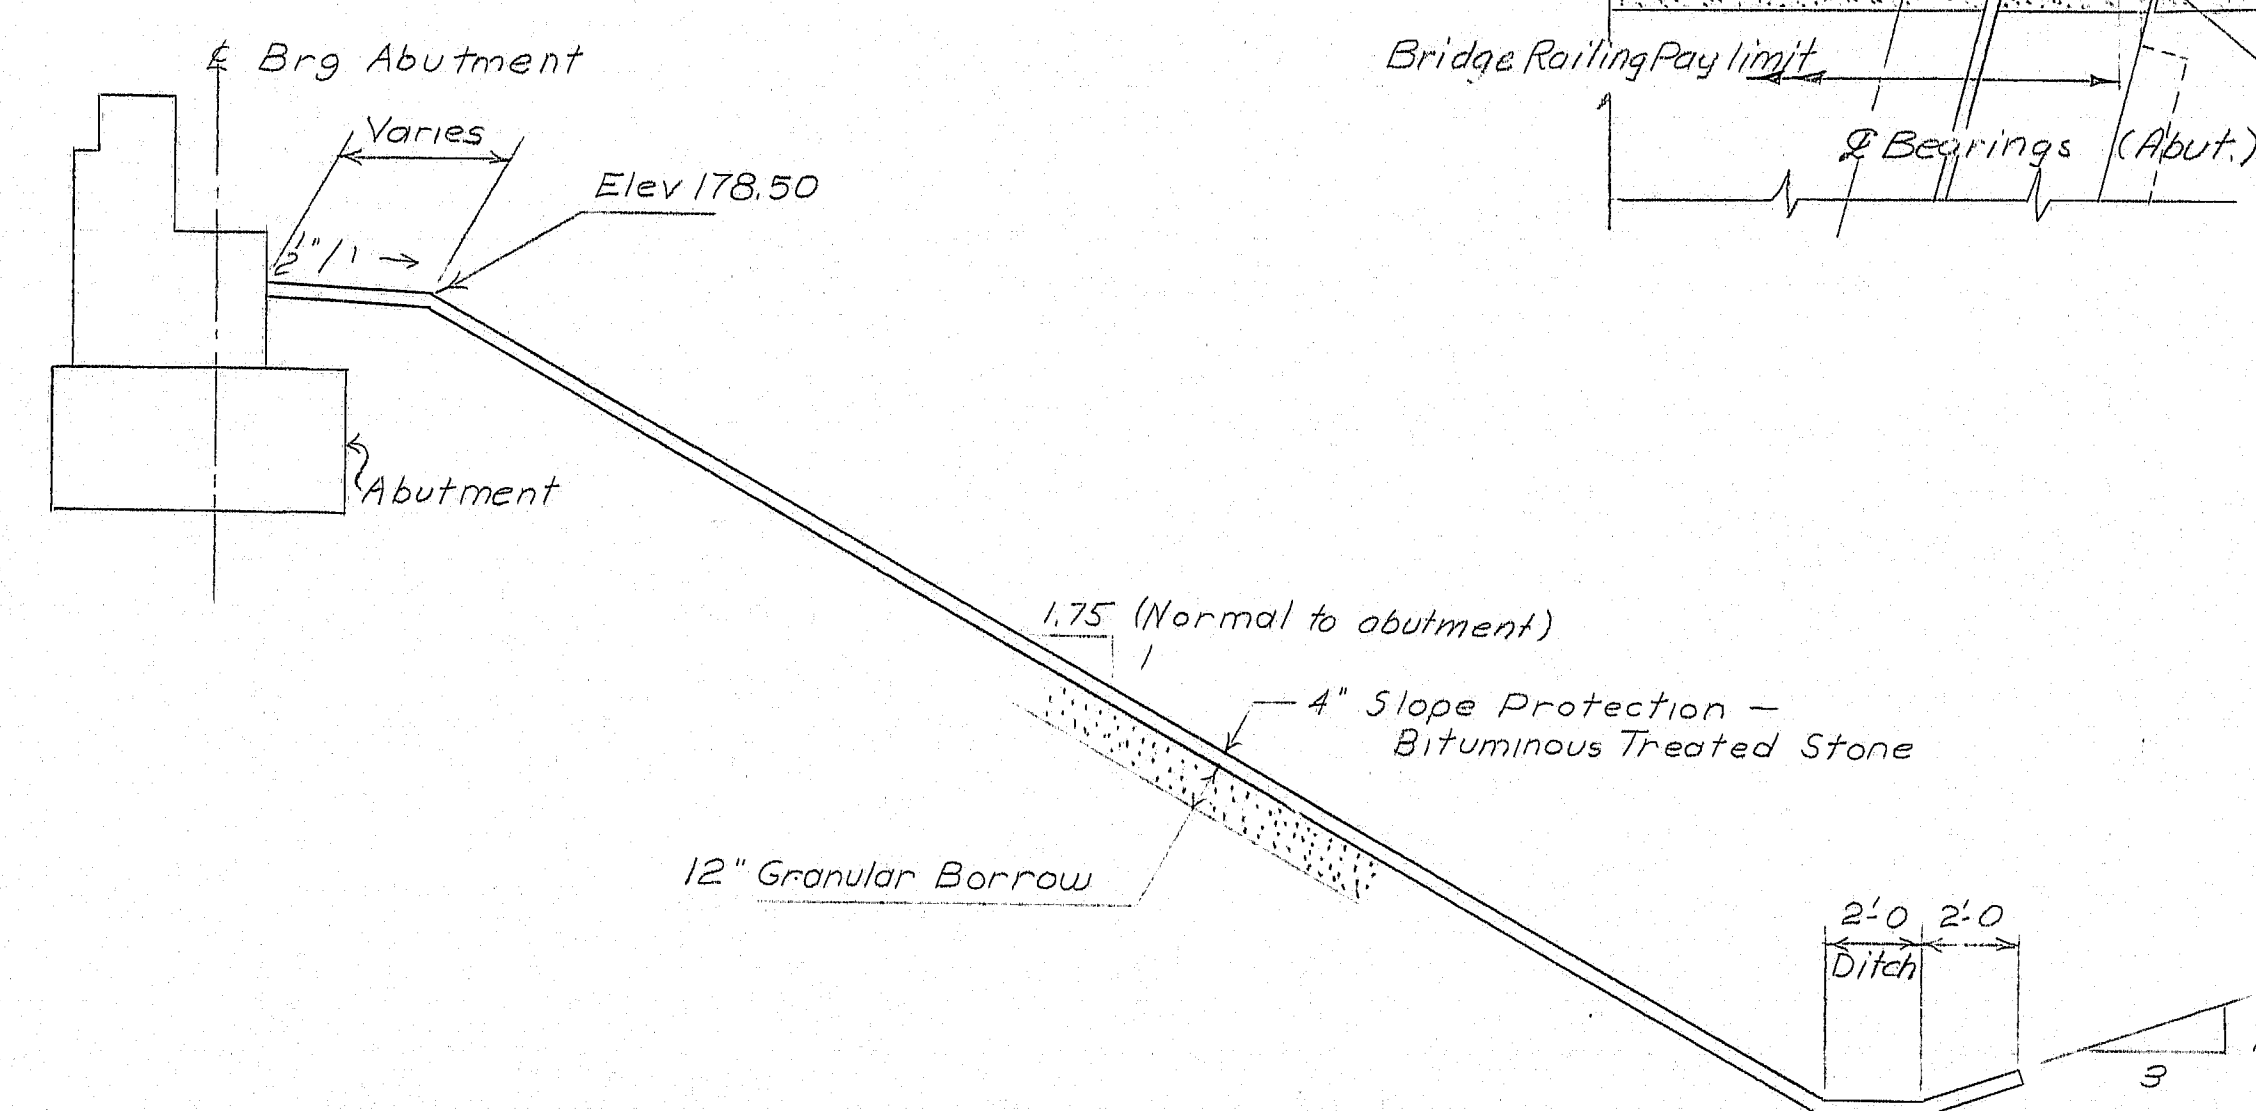 ℄ Brg Abutment
Varies
Elev 178.50
½"/1'
Abutment
Bridge Railing Pay limit
℄ Bearings (Abut.)
1.75 (Normal to abutment)
1
4" Slope Protection –
Bituminous Treated Stone
12" Granular Borrow
2'-0 2'-0
Ditch
3